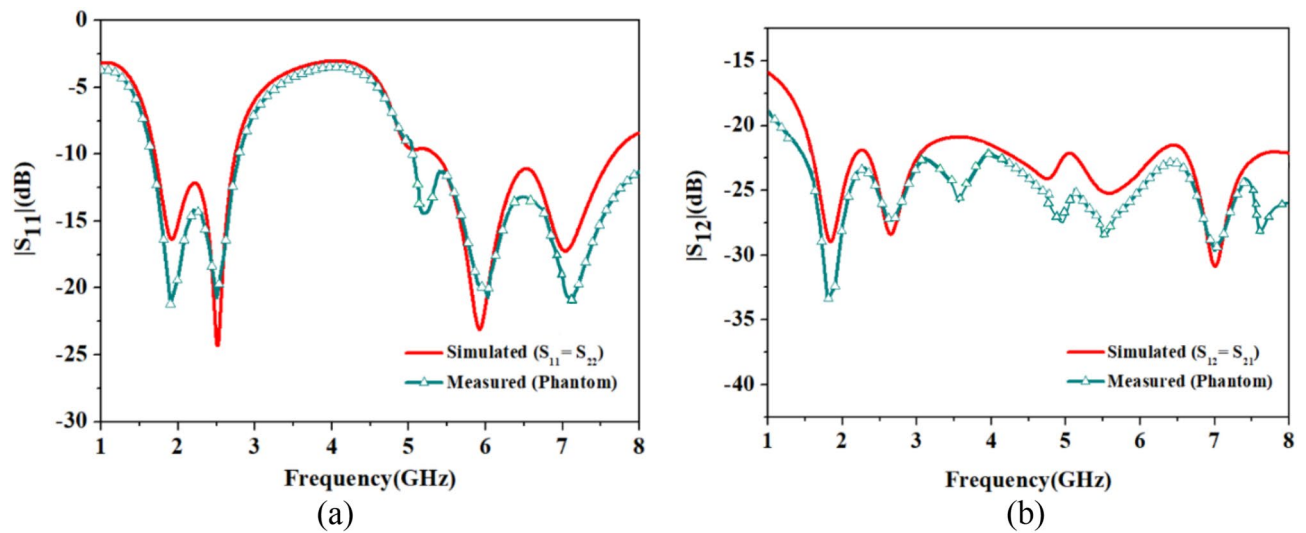 0
-5
-10
-15
-20
-25
-30
|S11|(dB)
Simulated (S11= S22)
Measured (Phantom)
1 2 3 4 5 6 7 8
Frequency(GHz)
(a)
-15
-20
-25
-30
-35
-40
|S12|(dB)
Simulated (S12= S21)
Measured (Phantom)
1 2 3 4 5 6 7 8
Frequency(GHz)
(b)